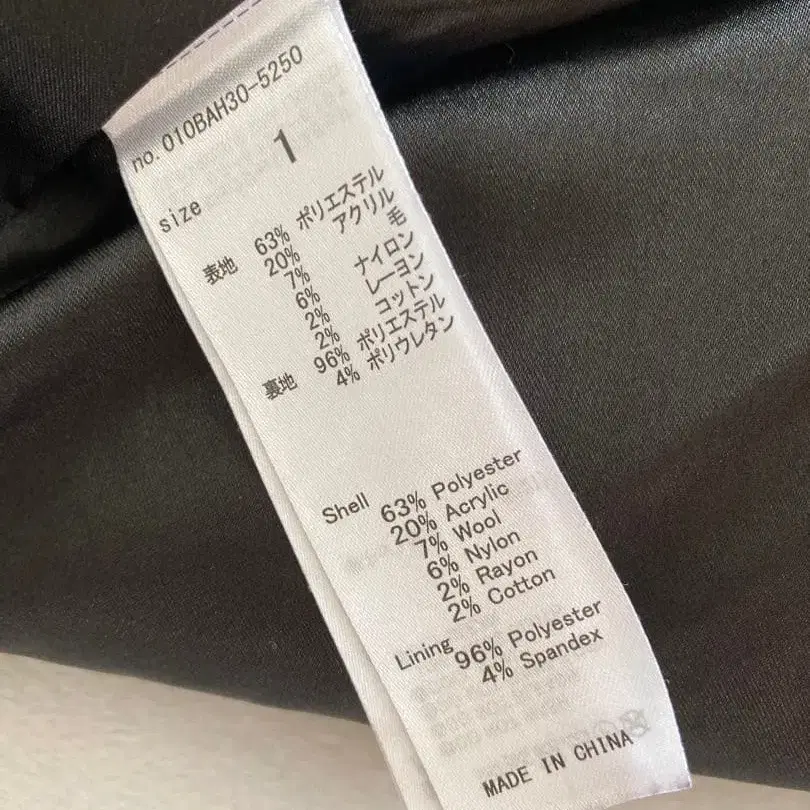 no. 010BAH30-5250
size 1
表地 63% ポリエステル
20% アクリル
7% 毛
6% ナイロン
2% レーヨン
2% コットン
裏地 96% ポリエステル
4% ポリウレタン
Shell 63% Polyester
20% Acrylic
7% Wool
6% Nylon
2% Rayon
2% Cotton
Lining 96% Polyester
4% Spandex
MADE IN CHINA